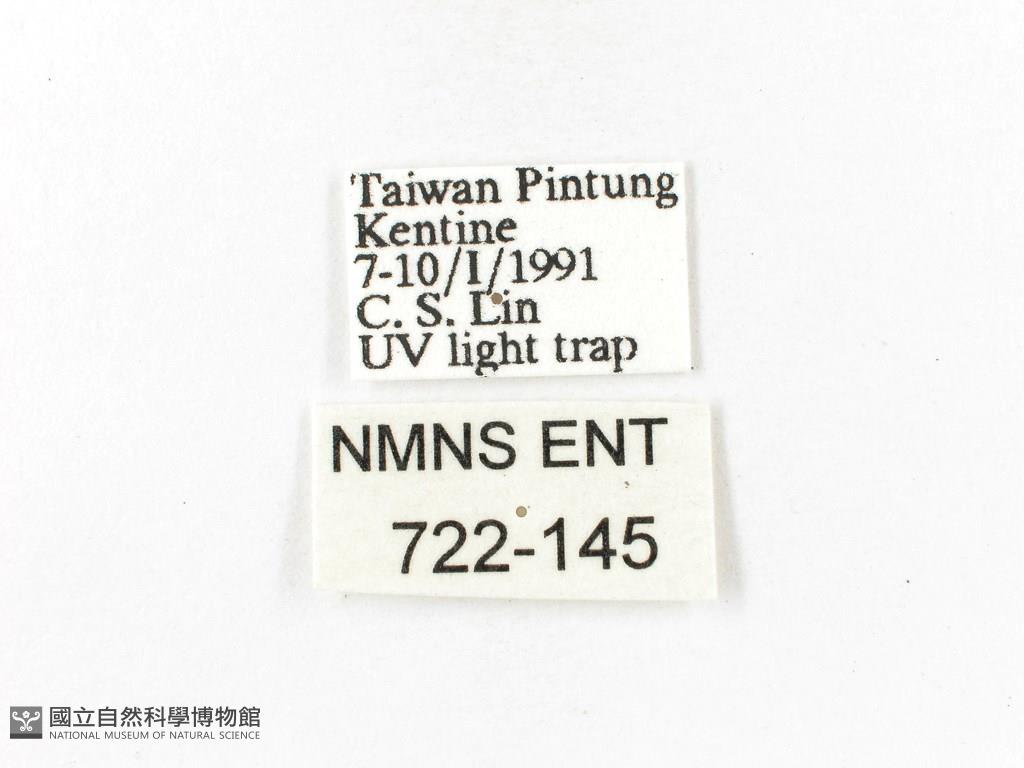 Taiwan Pintung
Kentine
7-10/I/1991
C. S. Lin
UV light trap
NMNS ENT
722-145
國立自然科學博物館
NATIONAL MUSEUM OF NATURAL SCIENCE